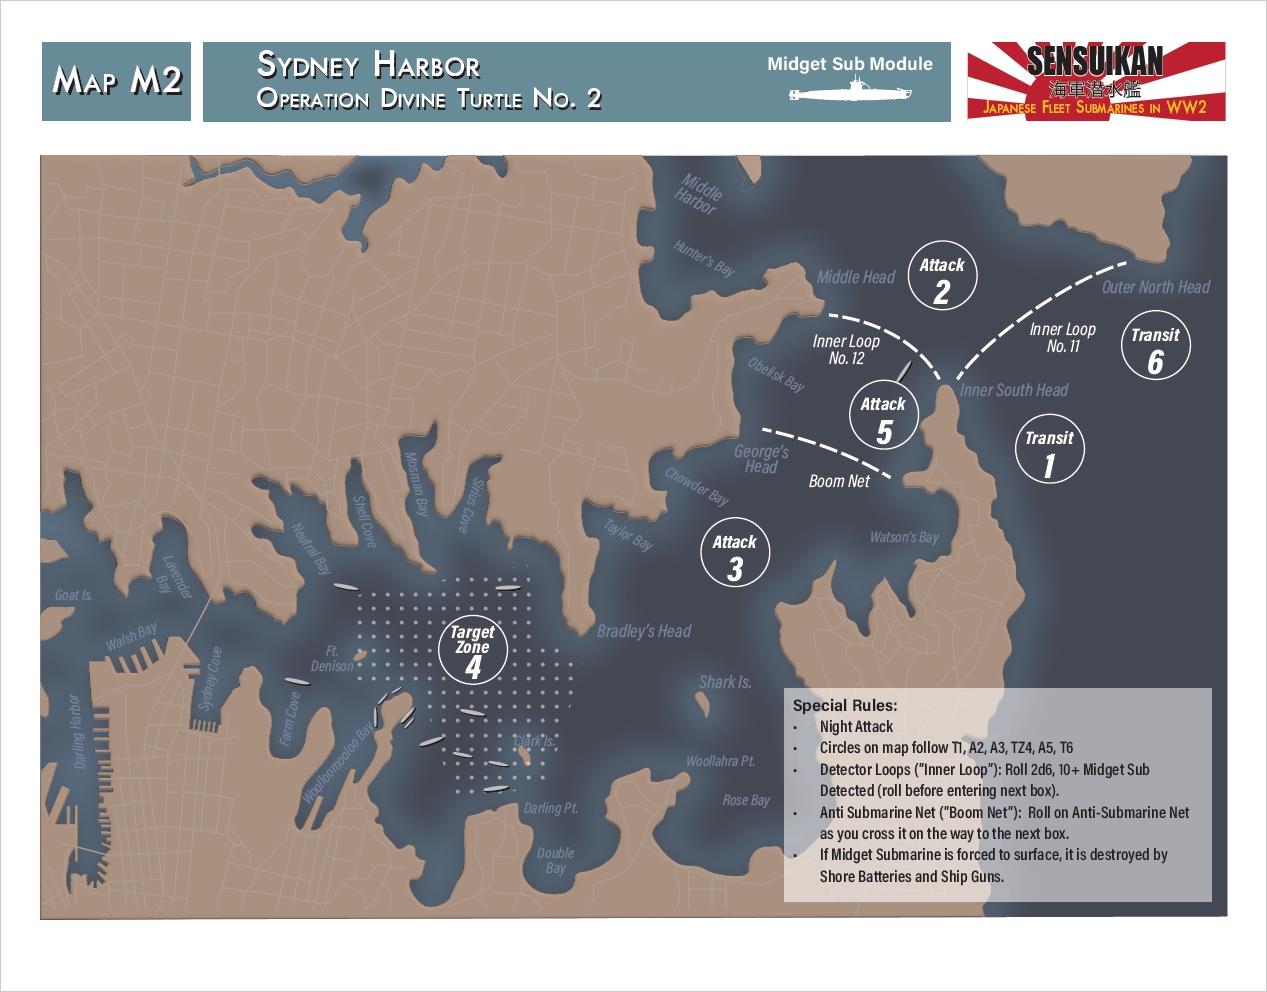 MAP M2
SYDNEY HARBOR
OPERATION DIVINE TURTLE NO. 2
Midget Sub Module
SENSUIKAN
海軍潜水艦
JAPANESE FLEET SUBMARINES IN WW2
Middle
Harbor
Hunter's Bay
Middle Head
Attack
2
Outer North Head
Inner Loop
No. 11
Transit
6
Inner Loop
No. 12
Obelisk Bay
Inner South Head
Attack
5
Transit
1
George's
Head
Boom Net
Chowder Bay
Mosman Bay
Sirius Cove
Shell Cove
Neutral Bay
Taylor Bay
Watson's Bay
Attack
3
Lavender
Bay
Goat Is.
Walsh Bay
Bradley's Head
Target
Zone
4
Ft.
Denison
Sydney Cove
Shark Is.
Farm Cove
Darling Harbor
Woolloomooloo Bay
Clark Is.
Woollahra Pt.
Rose Bay
Darling Pt.
Double
Bay
Special Rules:
• Night Attack
• Circles on map follow T1, A2, A3, TZ4, A5, T6
• Detector Loops ("Inner Loop"): Roll 2d6, 10+ Midget Sub
Detected (roll before entering next box).
• Anti Submarine Net ("Boom Net"): Roll on Anti-Submarine Net
as you cross it on the way to the next box.
• If Midget Submarine is forced to surface, it is destroyed by
Shore Batteries and Ship Guns.